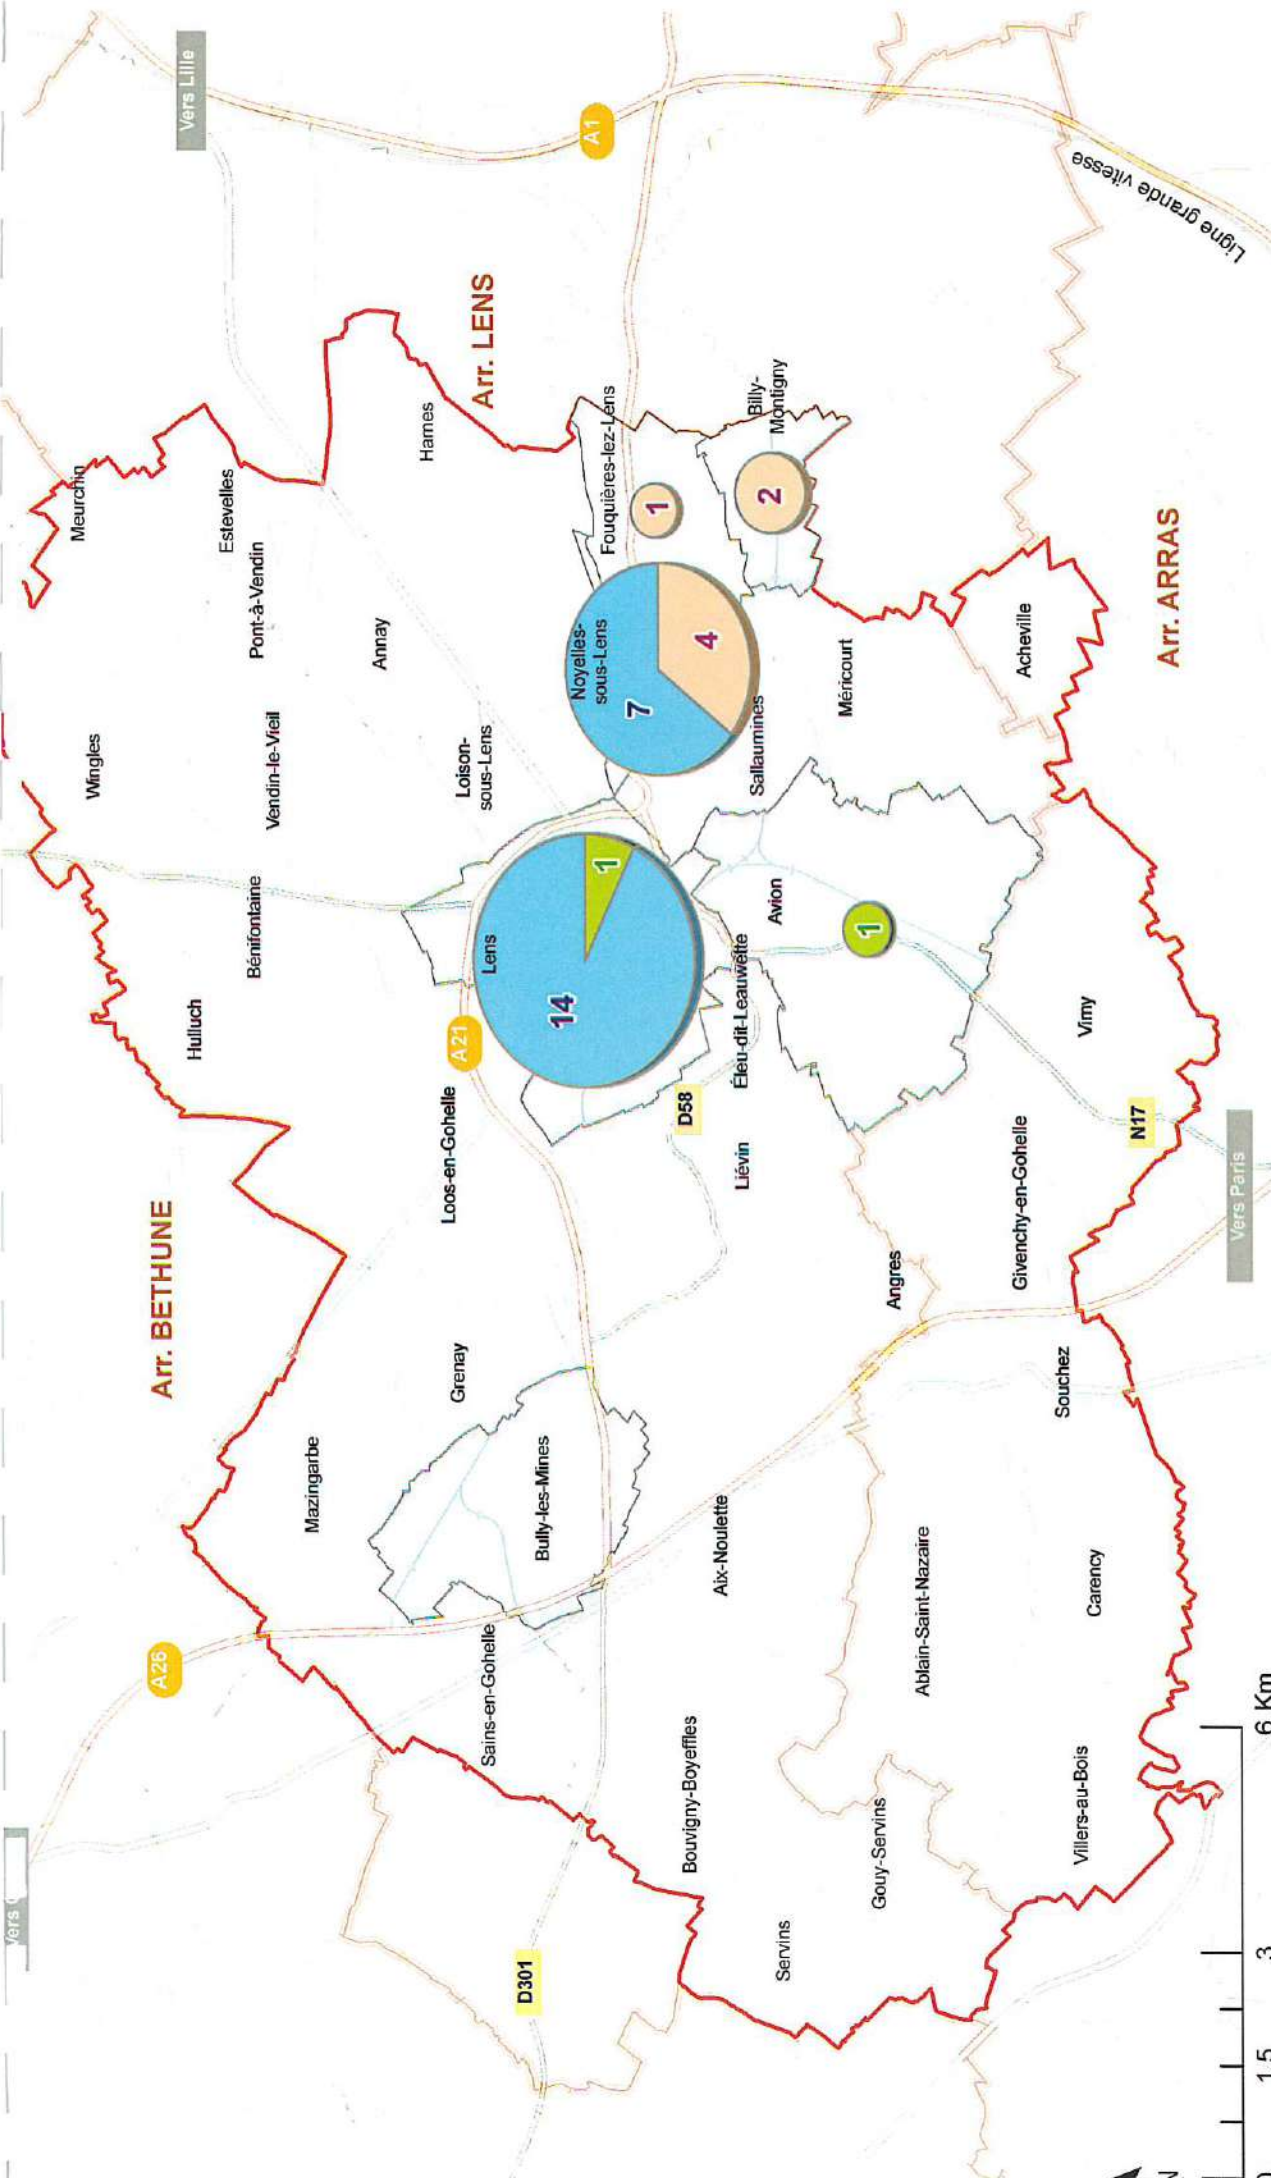 Vers
A26
Arr. BETHUNE
Meurchin
Wingles
Hulluch
Bénifontaine
Vendin-le-Vieil
Pont-à-Vendin
Estevelles
Vers Lille
Mazingarbe
Annay
Harnes
Grenay
Loos-en-Gohelle
A21
Loison-
sous-Lens
Arr. LENS
Sains-en-Gohelle
D301
Bully-les-Mines
Lens
14
1
Noyelles-
sous-Lens
7
4
Fouquières-lez-Lens
1
A1
Bouvigny-Boyeffles
Aix-Noulette
D58
Liévin
Éleu-dit-Leauwette
Avion
1
Sallaumines
Billy-
Montigny
2
Méricourt
Servins
Gouy-Servins
Ablain-Saint-Nazaire
Angres
Givenchy-en-Gohelle
Vimy
Acheville
Villers-au-Bois
Carency
Souchez
N17
Arr. ARRAS
Ligne grande vitesse
Vers Paris
N
0
1,5
3
6 Km